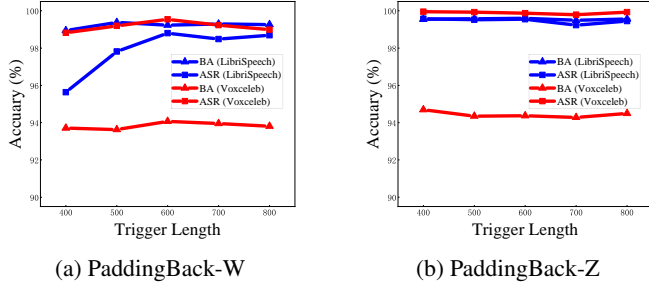 Accuary (%)
100
98
96
94
92
90
BA (LibriSpeech)
ASR (LibriSpeech)
BA (Voxceleb)
ASR (Voxceleb)
400 500 600 700 800
Trigger Length
(a) PaddingBack-W
Accuary (%)
100
98
96
94
92
90
BA (LibriSpeech)
ASR (LibriSpeech)
BA (Voxceleb)
ASR (Voxceleb)
400 500 600 700 800
Trigger Length
(b) PaddingBack-Z